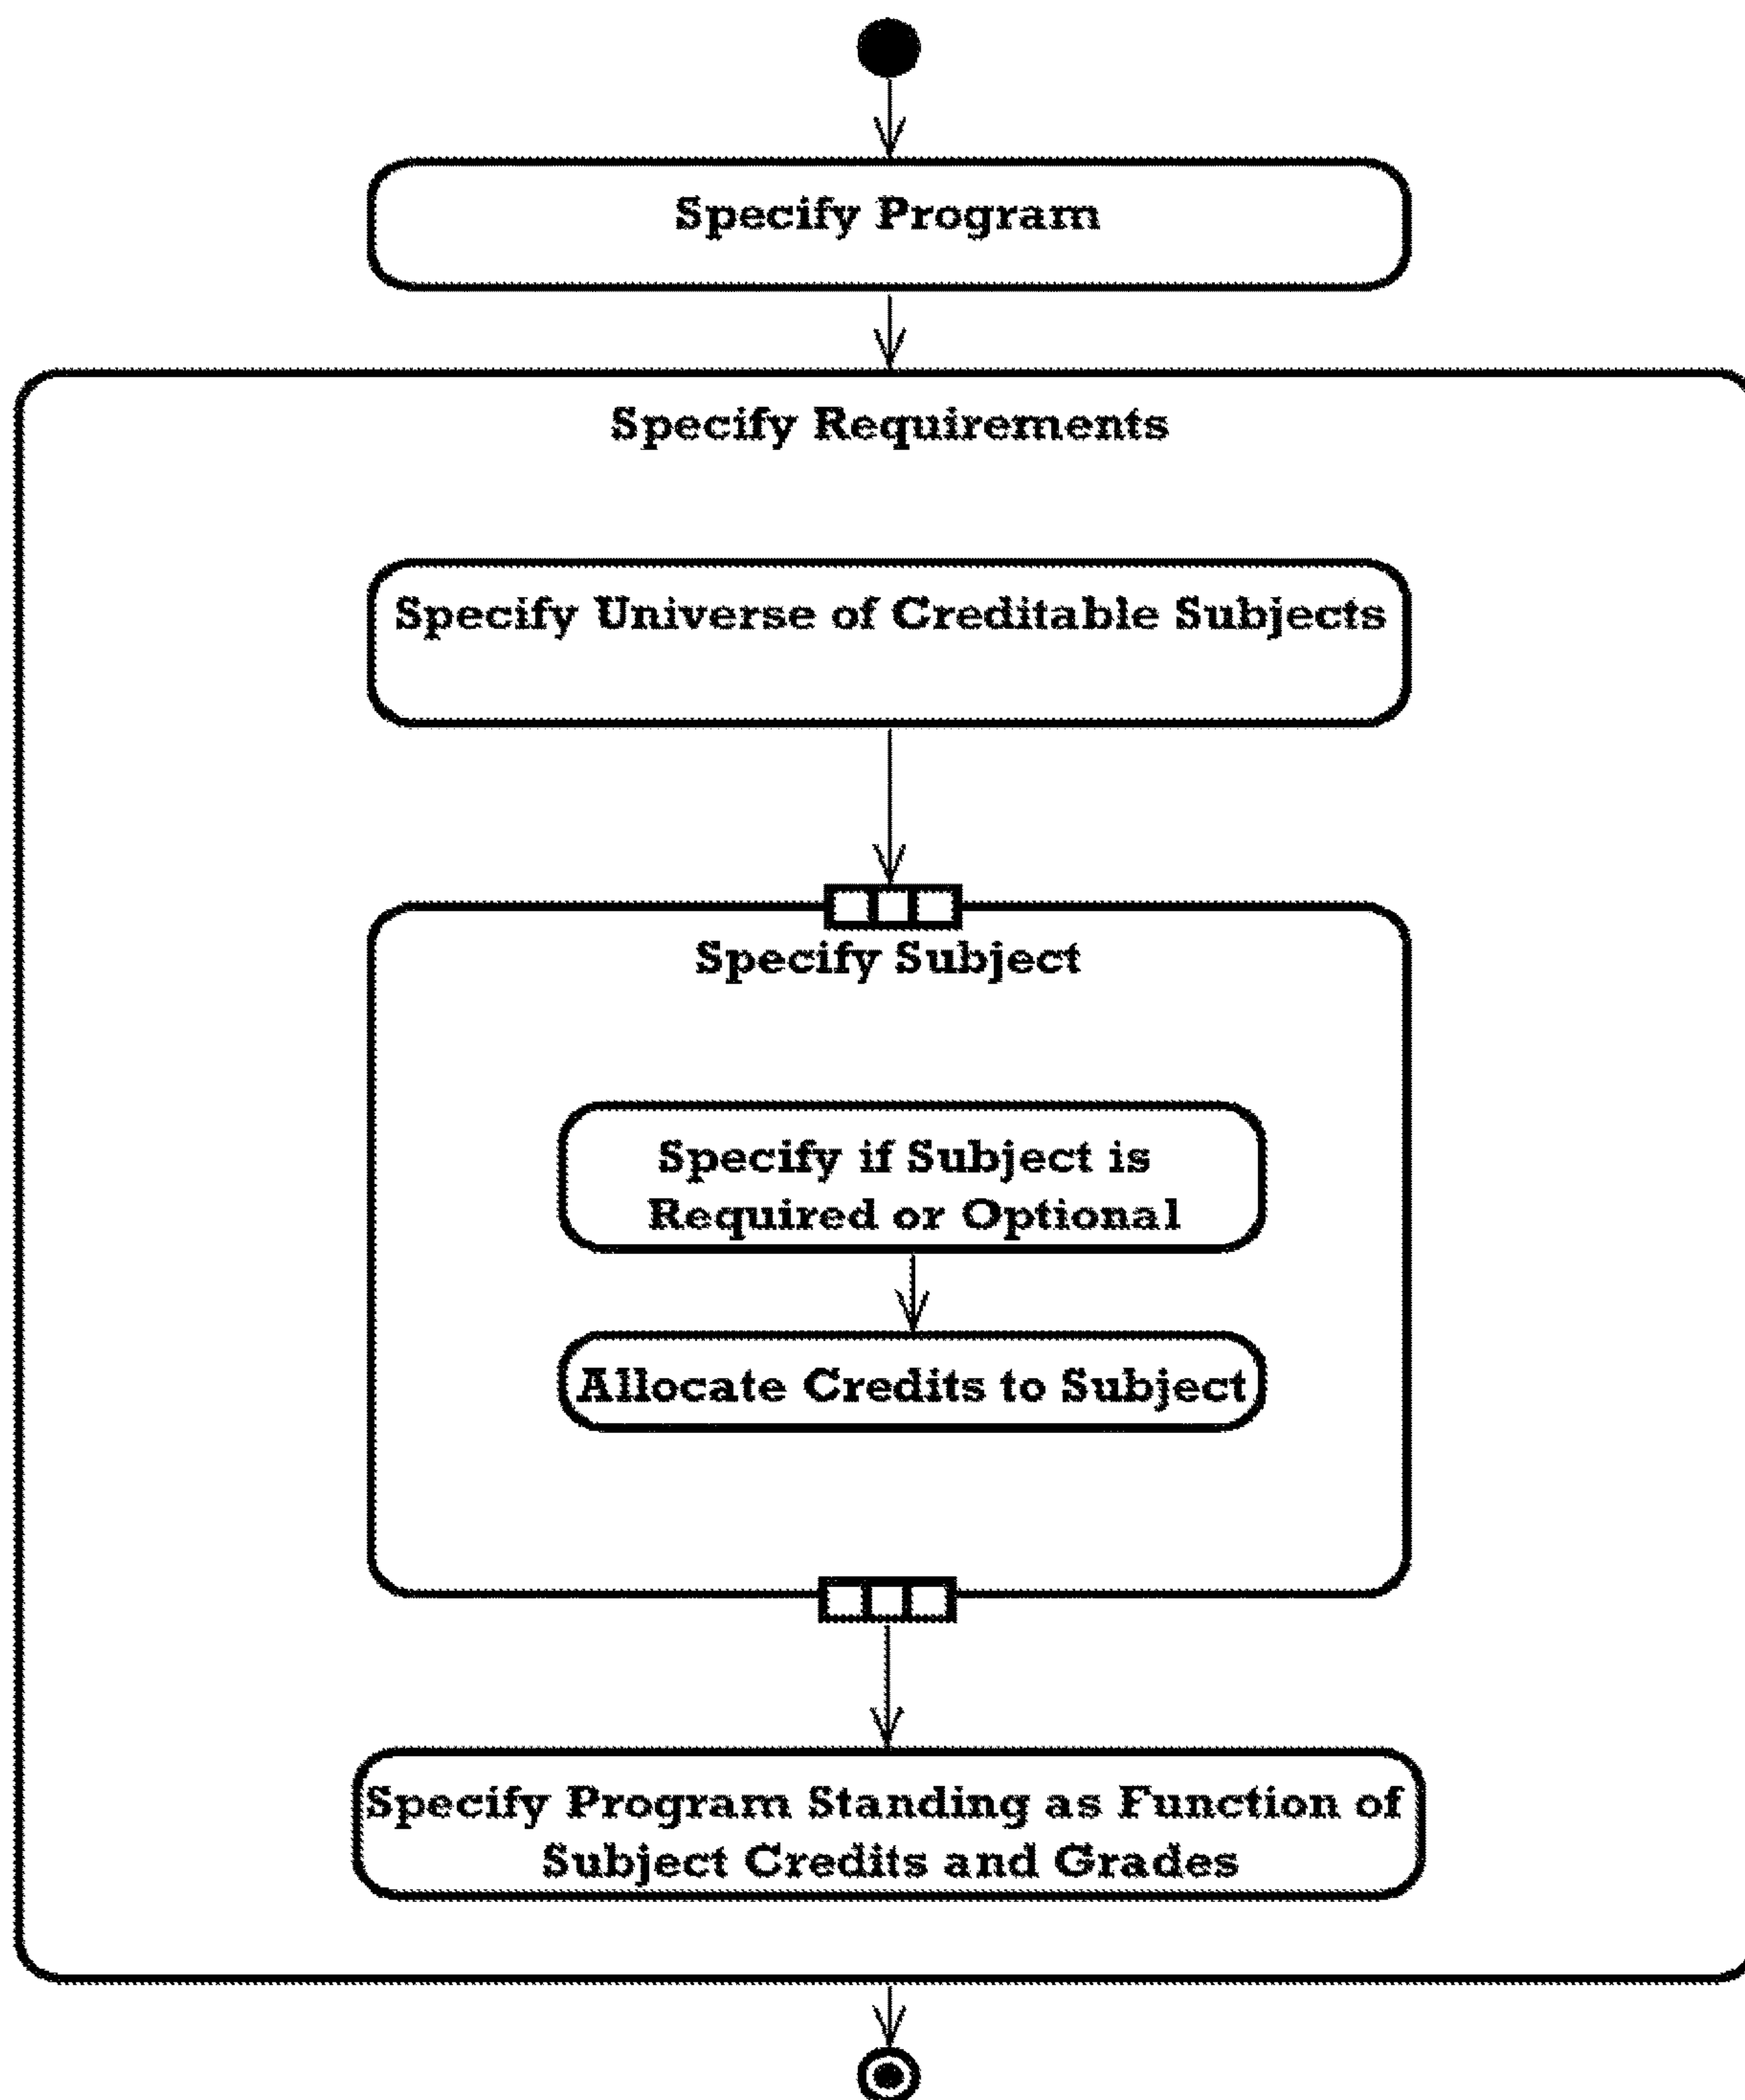 Specify Program
Specify Requirements
Specify Universe of Creditable Subjects
Specify Subject
Specify if Subject is
Required or Optional
Allocate Credits to Subject
Specify Program Standing as Function of
Subject Credits and Grades